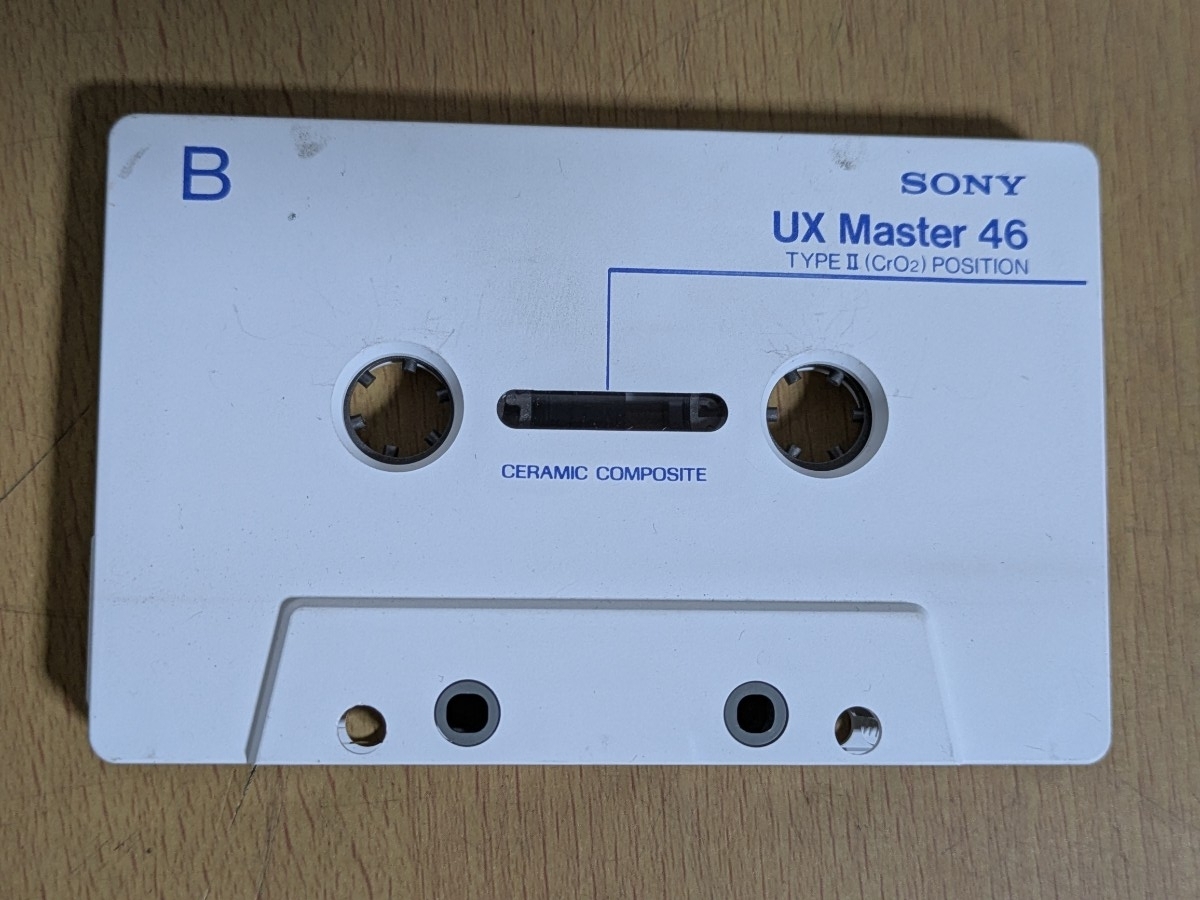 B
SONY
UX Master 46
TYPE II (CrO2) POSITION
CERAMIC COMPOSITE